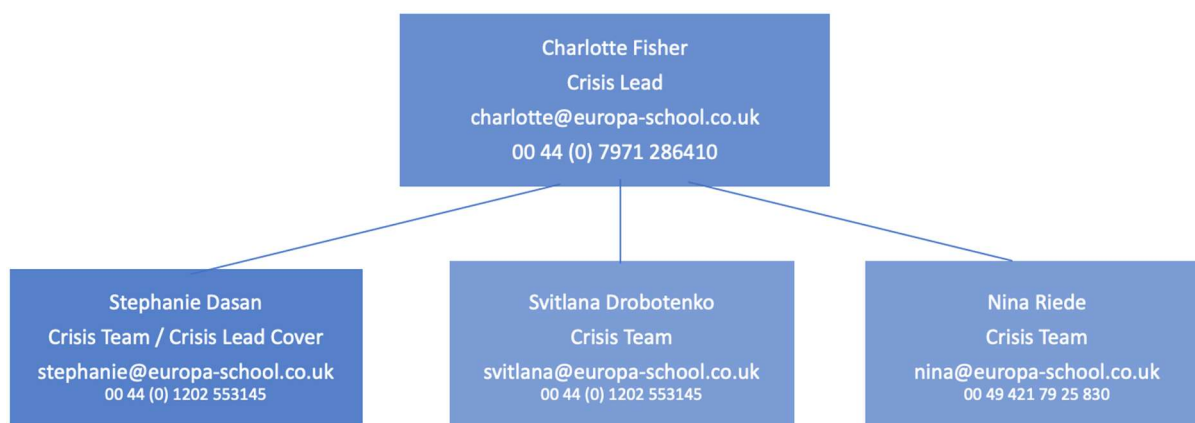 Charlotte Fisher
Crisis Lead
charlotte@europa-school.co.uk
00 44 (0) 7971 286410
Stephanie Dasan
Crisis Team / Crisis Lead Cover
stephanie@europa-school.co.uk
00 44 (0) 1202 553145
Svitlana Drobotenko
Crisis Team
svitlana@europa-school.co.uk
00 44 (0) 1202 553145
Nina Riede
Crisis Team
nina@europa-school.co.uk
00 49 421 79 25 830